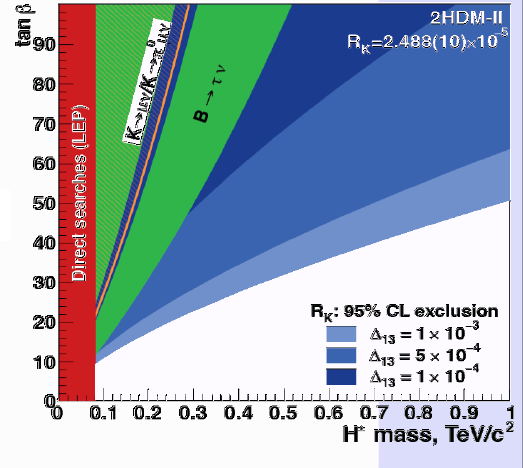 2HDM-II
R_K=2.488(10)×10^-5
tan β
90
80
70
60
50
40
30
20
10
0
Direct searches (LEP)
K→μν/K→π⁰μν
B→τν
R_K: 95% CL exclusion
Δ₁₃ = 1 × 10^-3
Δ₁₃ = 5 × 10^-4
Δ₁₃ = 1 × 10^-4
0 0.1 0.2 0.3 0.4 0.5 0.6 0.7 0.8 0.9 1
H⁺ mass, TeV/c²